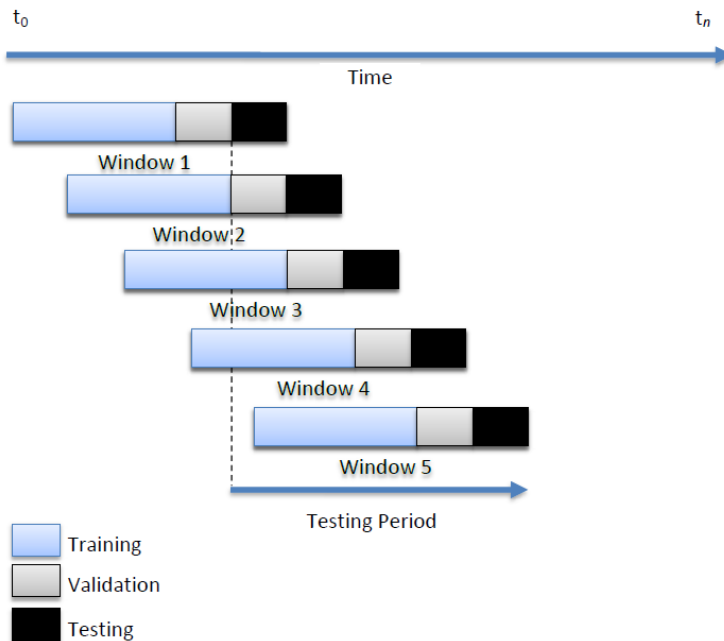 t0
tn
Time
Window 1
Window 2
Window 3
Window 4
Window 5
Testing Period
Training
Validation
Testing